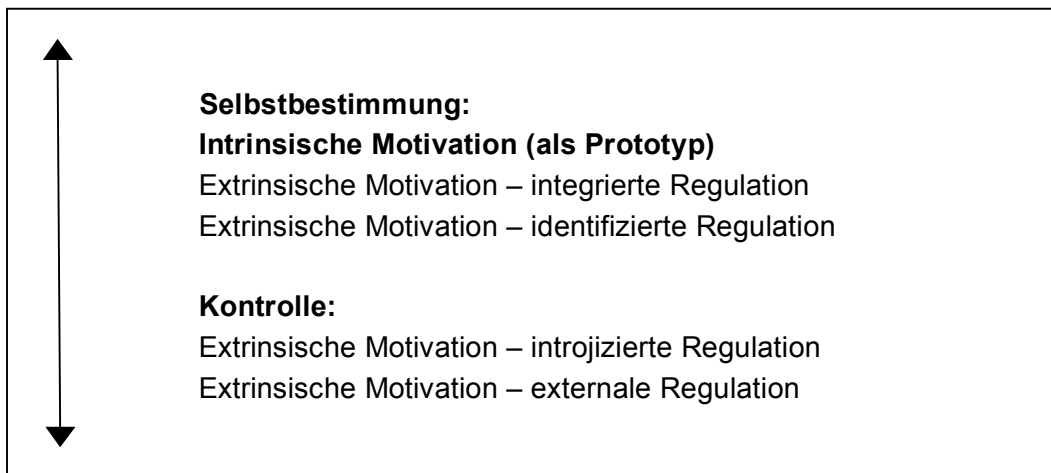 Selbstbestimmung:
Intrinsische Motivation (als Prototyp)
Extrinsische Motivation – integrierte Regulation
Extrinsische Motivation – identifizierte Regulation
Kontrolle:
Extrinsische Motivation – introjizierte Regulation
Extrinsische Motivation – externale Regulation